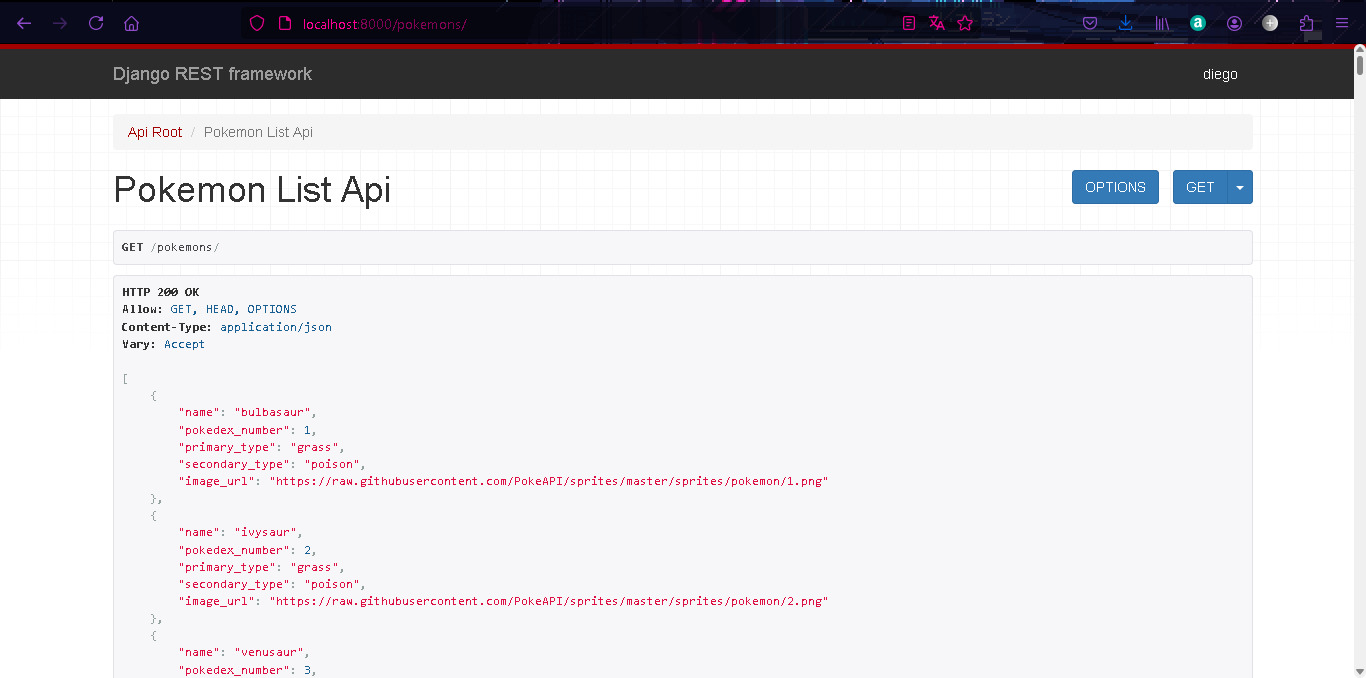 localhost:8000/pokemons/
Django REST framework
diego
Api Root / Pokemon List Api
Pokemon List Api
OPTIONS
GET
GET /pokemons/
HTTP 200 OK
Allow: GET, HEAD, OPTIONS
Content-Type: application/json
Vary: Accept
[
    {
        "name": "bulbasaur",
        "pokedex_number": 1,
        "primary_type": "grass",
        "secondary_type": "poison",
        "image_url": "https://raw.githubusercontent.com/PokeAPI/sprites/master/sprites/pokemon/1.png"
    },
    {
        "name": "ivysaur",
        "pokedex_number": 2,
        "primary_type": "grass",
        "secondary_type": "poison",
        "image_url": "https://raw.githubusercontent.com/PokeAPI/sprites/master/sprites/pokemon/2.png"
    },
    {
        "name": "venusaur",
        "pokedex_number": 3,